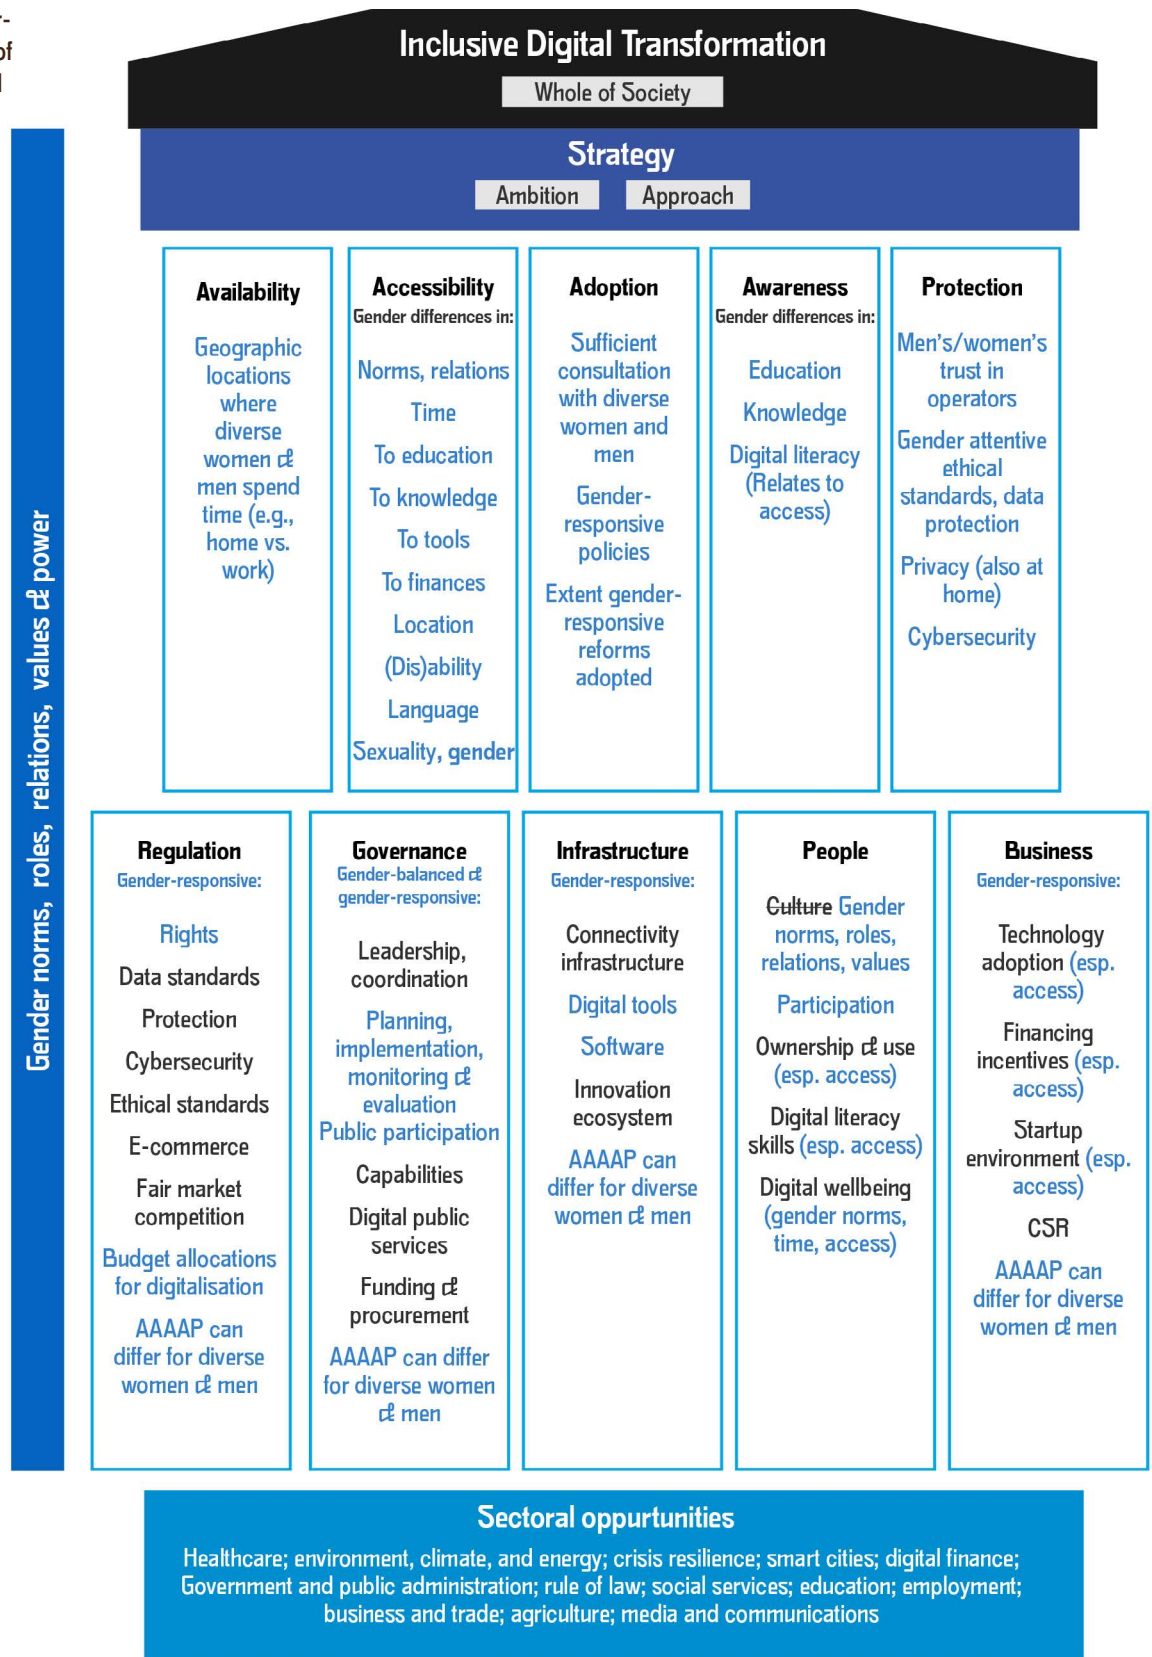 r-
of
l
Inclusive Digital Transformation
Whole of Society
Strategy
Ambition
Approach
Gender norms, roles, relations, values & power
Availability
Geographic
locations
where
diverse
women &
men spend
time (e.g.,
home vs.
work)
Accessibility
Gender differences in:
Norms, relations
Time
To education
To knowledge
To tools
To finances
Location
(Dis)ability
Language
Sexuality, gender
Adoption
Sufficient
consultation
with diverse
women and
men
Gender-
responsive
policies
Extent gender-
responsive
reforms
adopted
Awareness
Gender differences in:
Education
Knowledge
Digital literacy
(Relates to
access)
Protection
Men's/women's
trust in
operators
Gender attentive
ethical
standards, data
protection
Privacy (also at
home)
Cybersecurity
Regulation
Gender-responsive:
Rights
Data standards
Protection
Cybersecurity
Ethical standards
E-commerce
Fair market
competition
Budget allocations
for digitalisation
AAAAP can
differ for diverse
women & men
Governance
Gender-balanced &
gender-responsive:
Leadership,
coordination
Planning,
implementation,
monitoring &
evaluation
Public participation
Capabilities
Digital public
services
Funding &
procurement
AAAAP can differ
for diverse women
& men
Infrastructure
Gender-responsive:
Connectivity
infrastructure
Digital tools
Software
Innovation
ecosystem
AAAAP can
differ for diverse
women & men
People
Culture Gender
norms, roles,
relations, values
Participation
Ownership & use
(esp. access)
Digital literacy
skills (esp. access)
Digital wellbeing
(gender norms,
time, access)
Business
Gender-responsive:
Technology
adoption (esp.
access)
Financing
incentives (esp.
access)
Startup
environment (esp.
access)
CSR
AAAAP can
differ for diverse
women & men
Sectoral oppurtunities
Healthcare; environment, climate, and energy; crisis resilience; smart cities; digital finance;
Government and public administration; rule of law; social services; education; employment;
business and trade; agriculture; media and communications